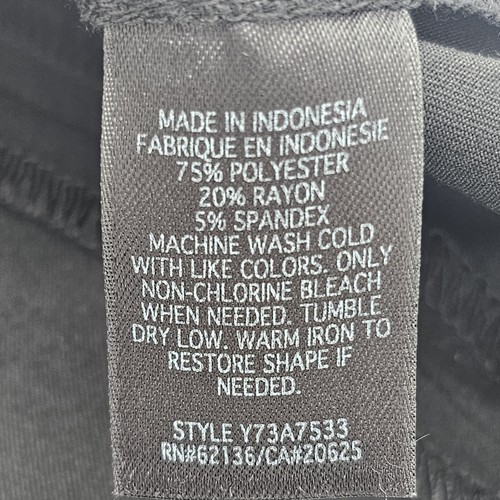 MADE IN INDONESIA
FABRIQUE EN INDONESIE
75% POLYESTER
20% RAYON
5% SPANDEX
MACHINE WASH COLD
WITH LIKE COLORS. ONLY
NON-CHLORINE BLEACH
WHEN NEEDED. TUMBLE
DRY LOW. WARM IRON TO
RESTORE SHAPE IF
NEEDED.
STYLE Y73A7533
RN#62136/CA#20625